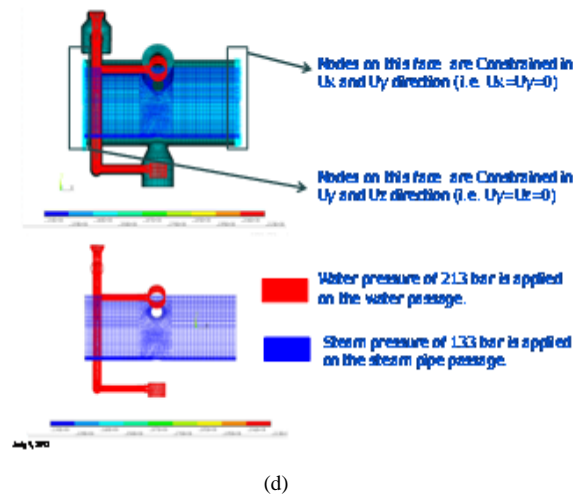 Nodes on this face are Constrained in
Ux and Uy direction (i.e. Ux=Uy=0)
Nodes on this face are Constrained in
Uy and Uz direction (i.e. Uy=Uz=0)
Water pressure of 213 bar is applied
on the water passage.
Steam pressure of 133 bar is applied
on the steam pipe passage.
(d)